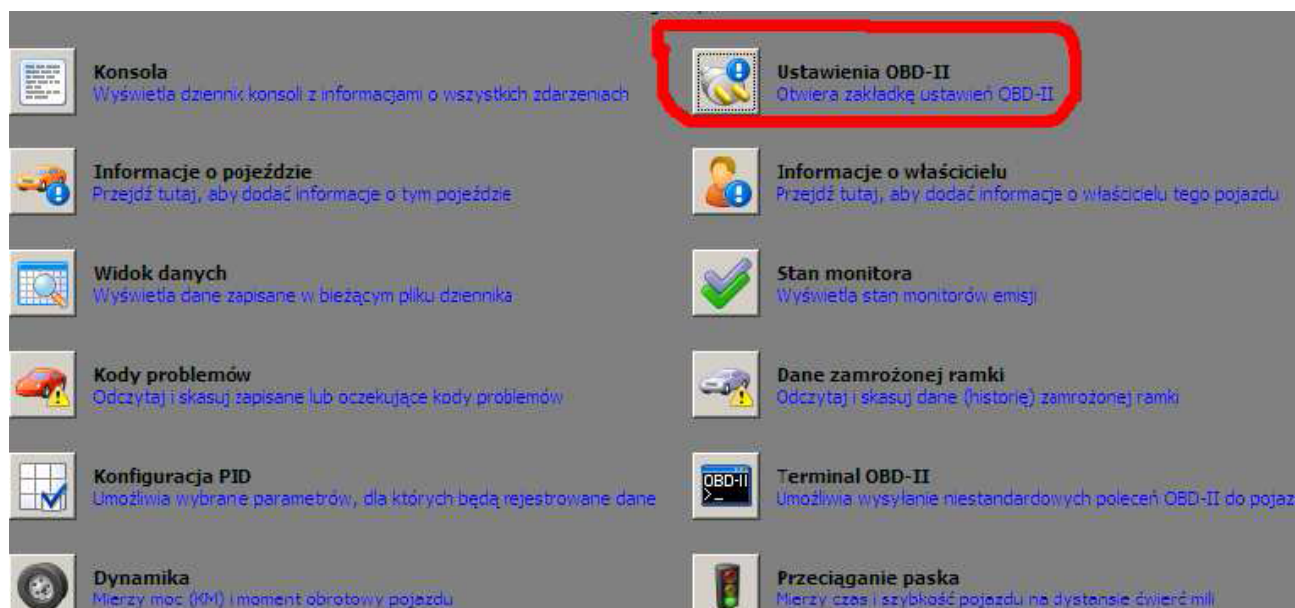 Konsola
Wyświetla dziennik konsoli z informacjami o wszystkich zdarzeniach
Ustawienia OBD-II
Otwiera zakładkę ustawień OBD-II
Informacje o pojeździe
Przejdź tutaj, aby dodać informacje o tym pojeździe
Informacje o właścicielu
Przejdź tutaj, aby dodać informacje o właścicielu tego pojazdu
Widok danych
Wyświetla dane zapisane w bieżącym pliku dziennika
Stan monitora
Wyświetla stan monitorów emisji
Kody problemów
Odczytaj i skasuj zapisane lub oczekujące kody problemów
Dane zamrożonej ramki
Odczytaj i skasuj dane (historię) zamrożonej ramki
Konfiguracja PID
Umożliwia wybrane parametrów, dla których będą rejestrowane dane
OBD-II
>_
Terminal OBD-II
Umożliwia wysyłanie niestandardowych poleceń OBD-II do pojaz
Dynamika
Mierzy moc (KM) i moment obrotowy pojazdu
Przeciąganie paska
Mierzy czas i szybkość pojazdu na dystansie ćwierć mili